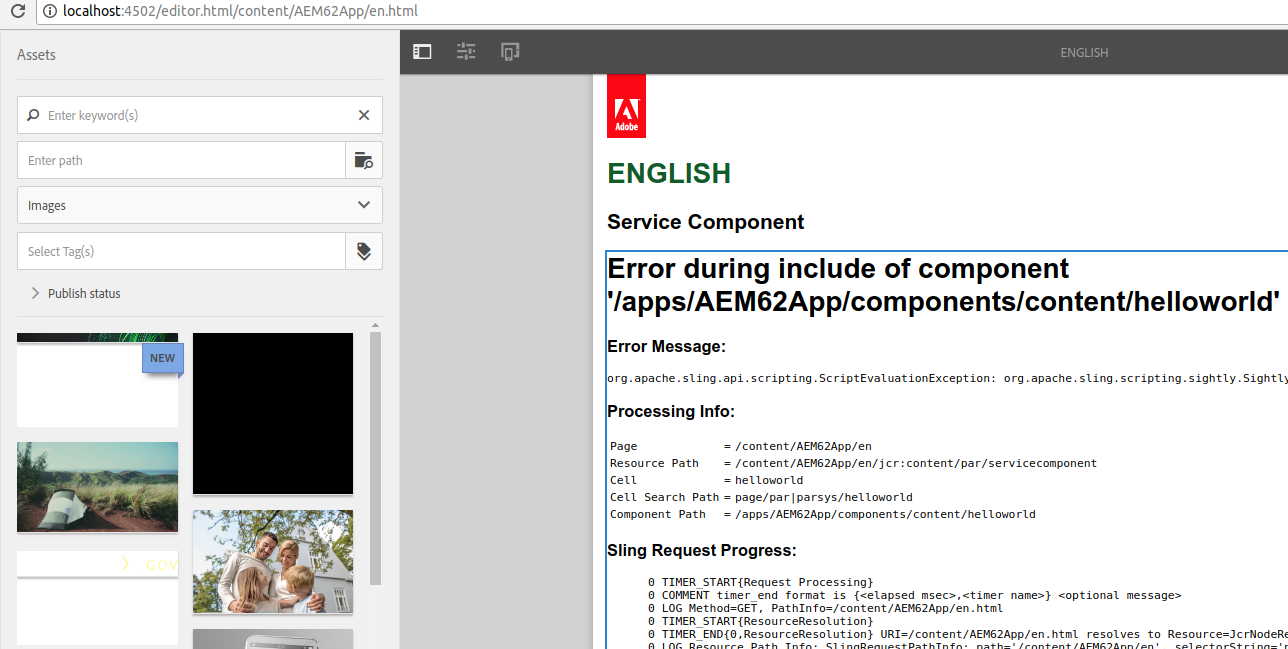 localhost:4502/editor.html/content/AEM62App/en.html
Assets
ENGLISH
Enter keyword(s)
Enter path
Images
Select Tag(s)
Publish status
NEW
.GOV
Adobe
ENGLISH
Service Component
Error during include of component
'/apps/AEM62App/components/content/helloworld'
Error Message:
org.apache.sling.api.scripting.ScriptEvaluationException: org.apache.sling.scripting.sightly.Sightly
Processing Info:
Page = /content/AEM62App/en
Resource Path = /content/AEM62App/en/jcr:content/par/servicecomponent
Cell = helloworld
Cell Search Path = page/par|parsys/helloworld
Component Path = /apps/AEM62App/components/content/helloworld
Sling Request Progress:
0 TIMER_START{Request Processing}
0 COMMENT timer_end format is {<elapsed msec>,<timer name>} <optional message>
0 LOG Method=GET, PathInfo=/content/AEM62App/en.html
0 TIMER_START{ResourceResolution}
0 TIMER_END{0,ResourceResolution} URI=/content/AEM62App/en.html resolves to Resource=JcrNodeRe
0 LOG Resource Path Info: SlingRequestPathInfo: path='/content/AEM62App/en', selectorString='